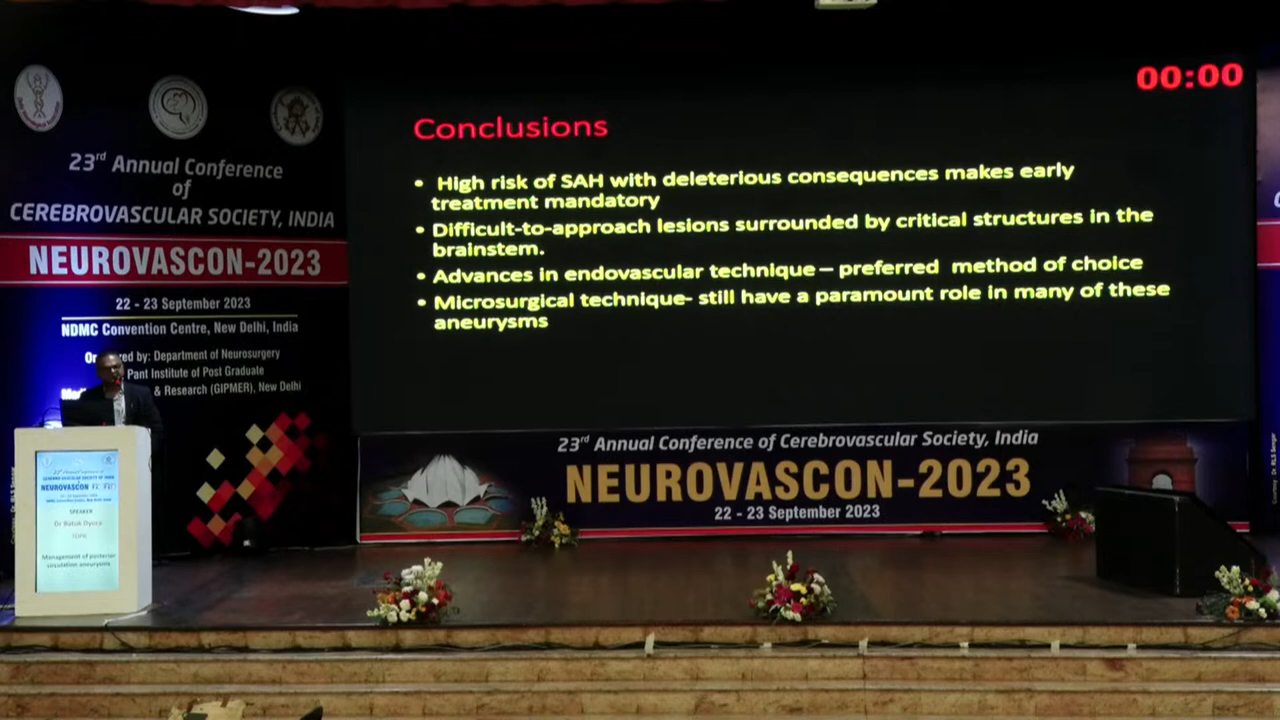 23rd Annual Conference
of
CEREBROVASCULAR SOCIETY, INDIA
NEUROVASCON-2023
22 - 23 September 2023
NDMC Convention Centre, New Delhi, India
by: Department of Neurosurgery
Pant Institute of Post Graduate
& Research (GIPMER), New Delhi
00:00
Conclusions
• High risk of SAH with deleterious consequences makes early
treatment mandatory
• Difficult-to-approach lesions surrounded by critical structures in the
brainstem.
• Advances in endovascular technique – preferred method of choice
• Microsurgical technique- still have a paramount role in many of these
aneurysms
23rd Annual Conference of Cerebrovascular Society, India
NEUROVASCON-2023
22 - 23 September 2023
NEUROVASCON
SPEAKER
Management of posterior
circulation aneurysms